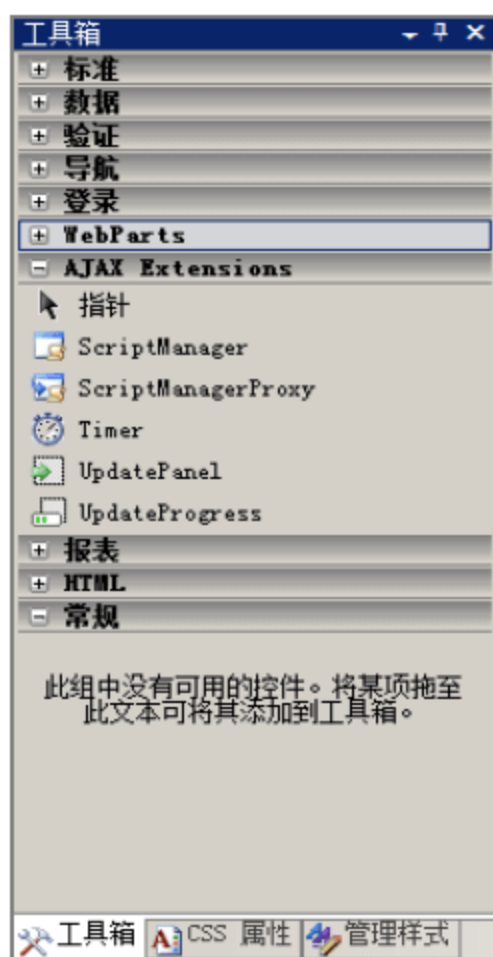 工具箱
标准
数据
验证
导航
登录
WebParts
AJAX Extensions
指针
ScriptManager
ScriptManagerProxy
Timer
UpdatePanel
UpdateProgress
报表
HTML
常规
此组中没有可用的控件。将某项拖至
此文本可将其添加到工具箱。
工具箱 CSS 属性 管理样式